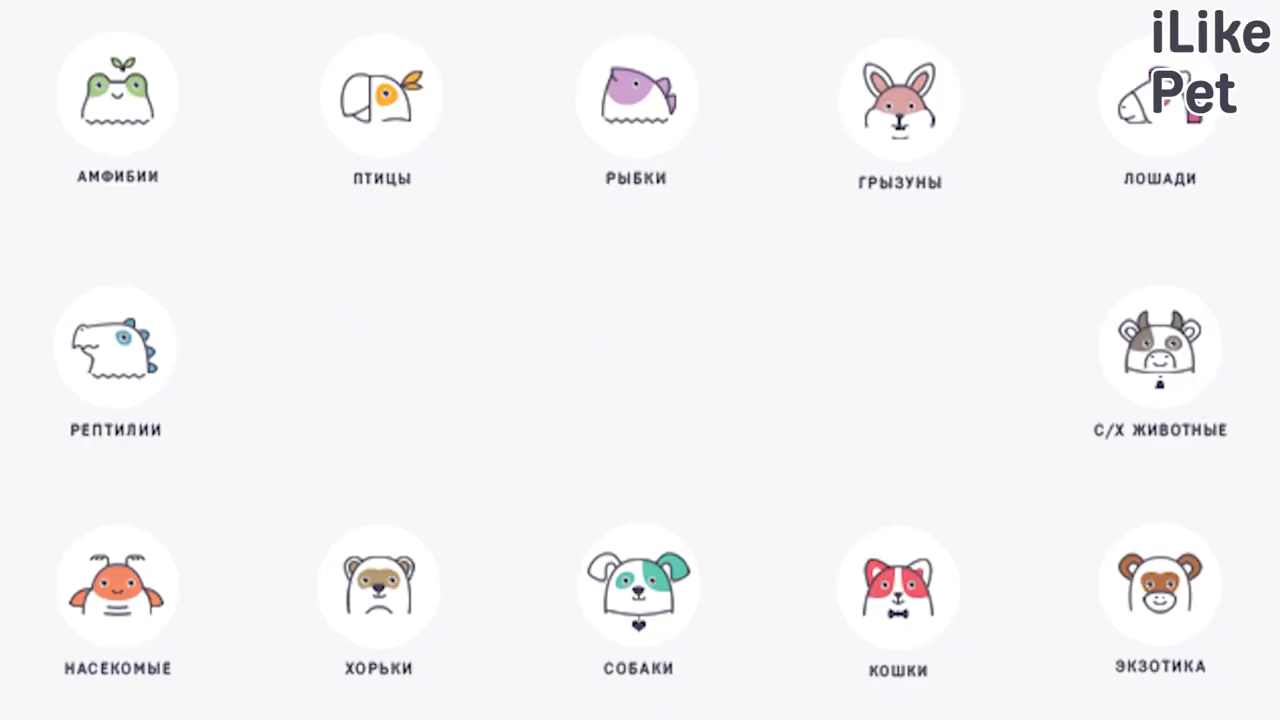 iLike
Pet
АМФИБИИ
ПТИЦЫ
РЫБКИ
ГРЫЗУНЫ
ЛОШАДИ
РЕПТИЛИИ
С/Х ЖИВОТНЫЕ
НАСЕКОМЫЕ
ХОРЬКИ
СОБАКИ
КОШКИ
ЭКЗОТИКА